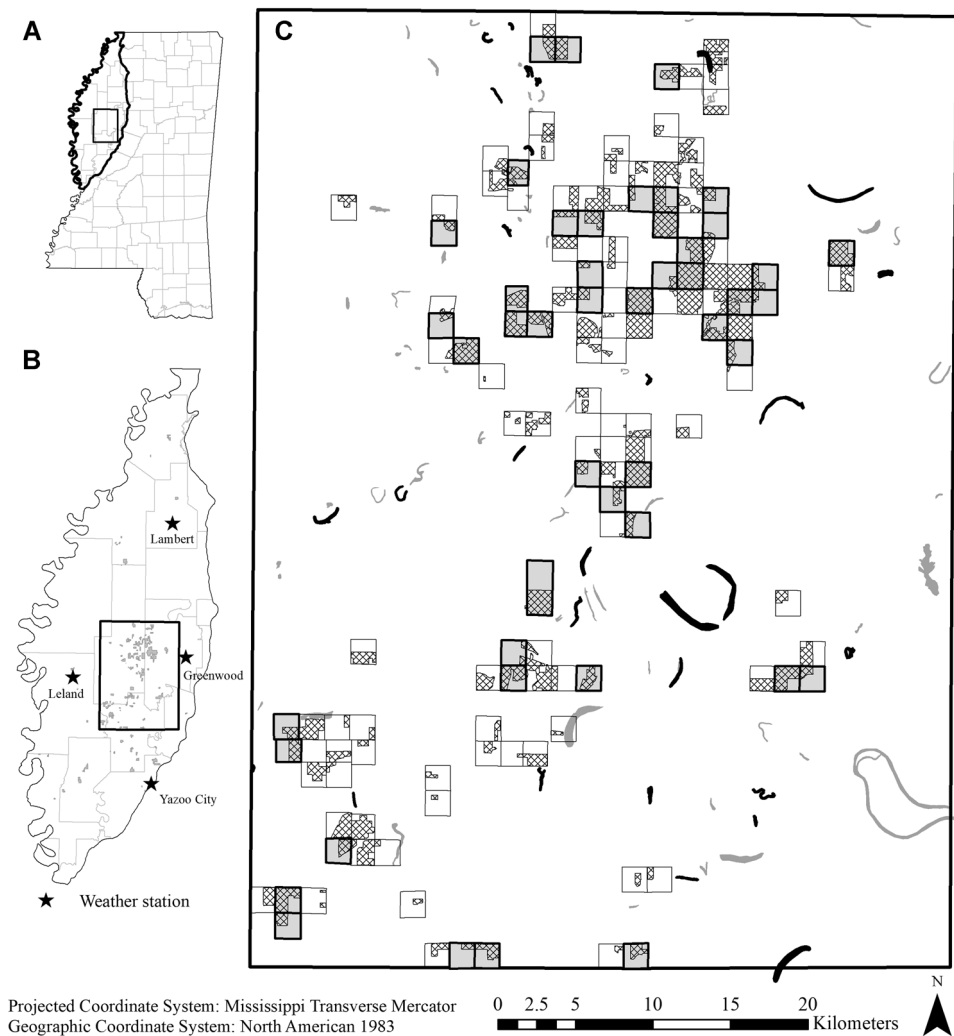 A
C
B
Lambert
Greenwood
Leland
Yazoo City
Weather station
Projected Coordinate System: Mississippi Transverse Mercator
Geographic Coordinate System: North American 1983
0 2.5 5 10 15 20
Kilometers
N